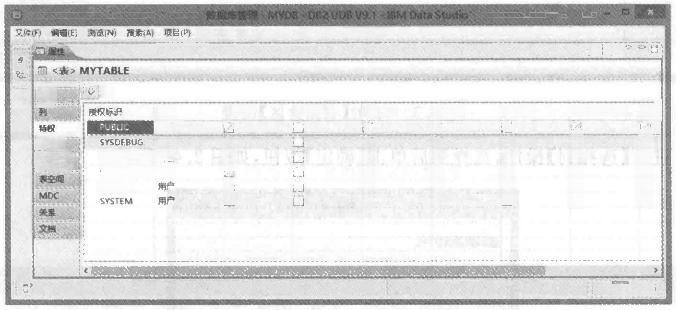 数据库管理 - MYDB - DB2 UDB V9.1 - IBM Data Studio
文件(F) 编辑(E) 浏览(N) 搜索(A) 项目(P)
属性
<表> MYTABLE
列
授权标识
特权
PUBLIC
SYSDEBUG
表空间
用户
MDC
SYSTEM 用户
关系
文档